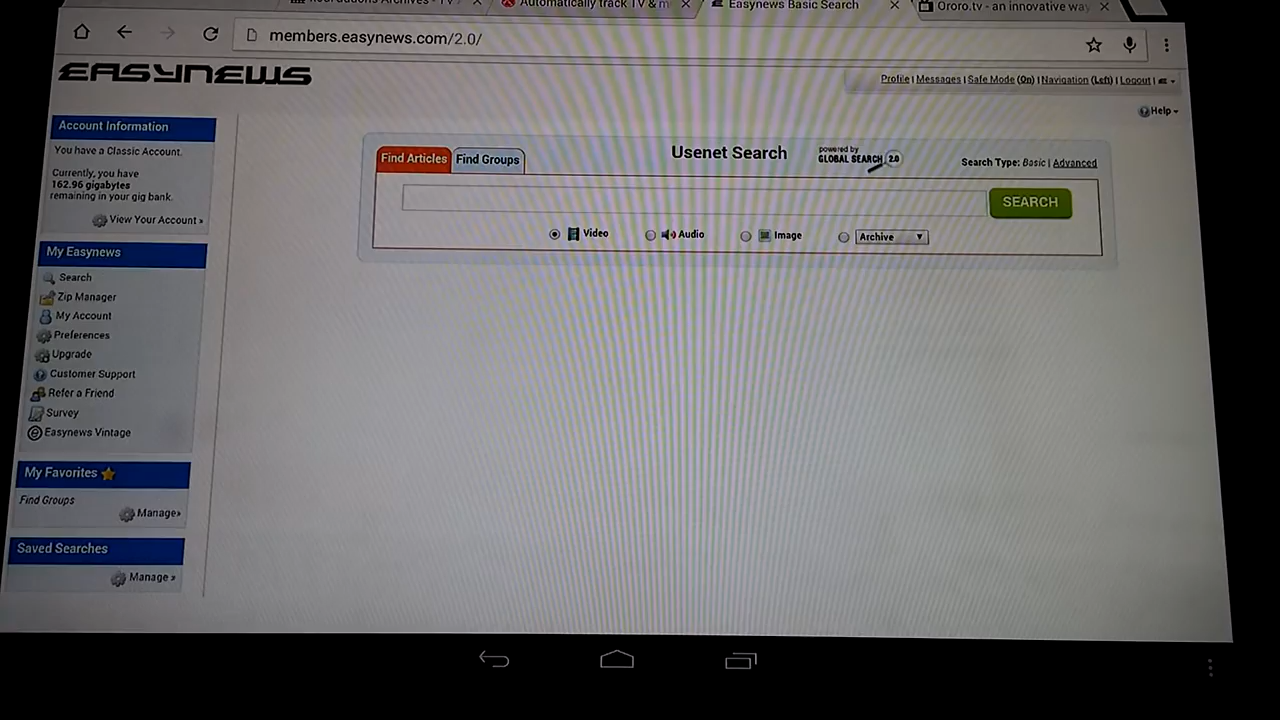 Archives - TV
Automatically track TV & m
Easynews Basic Search
Ororo.tv - an innovative way
members.easynews.com/2.0/
EASYNEWS
Profile | Messages | Safe Mode (On) | Navigation (Left) | Logout |
Help
Account Information
You have a Classic Account.
Currently, you have
162.96 gigabytes
remaining in your gig bank.
View Your Account »
Find Articles
Find Groups
Usenet Search
powered by
GLOBAL SEARCH 2.0
Search Type: Basic | Advanced
SEARCH
Video
Audio
Image
Archive
My Easynews
Search
Zip Manager
My Account
Preferences
Upgrade
Customer Support
Refer a Friend
Survey
Easynews Vintage
My Favorites
Find Groups
Manage»
Saved Searches
Manage »